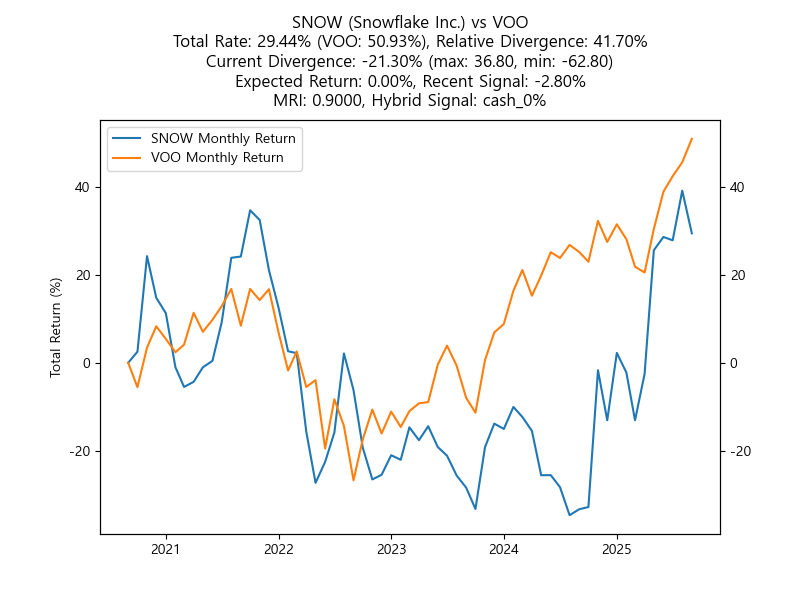 SNOW (Snowflake Inc.) vs VOO
Total Rate: 29.44% (VOO: 50.93%), Relative Divergence: 41.70%
Current Divergence: -21.30% (max: 36.80, min: -62.80)
Expected Return: 0.00%, Recent Signal: -2.80%
MRI: 0.9000, Hybrid Signal: cash_0%
SNOW Monthly Return
VOO Monthly Return
Total Return (%)
40
20
0
-20
40
20
0
-20
2021
2022
2023
2024
2025